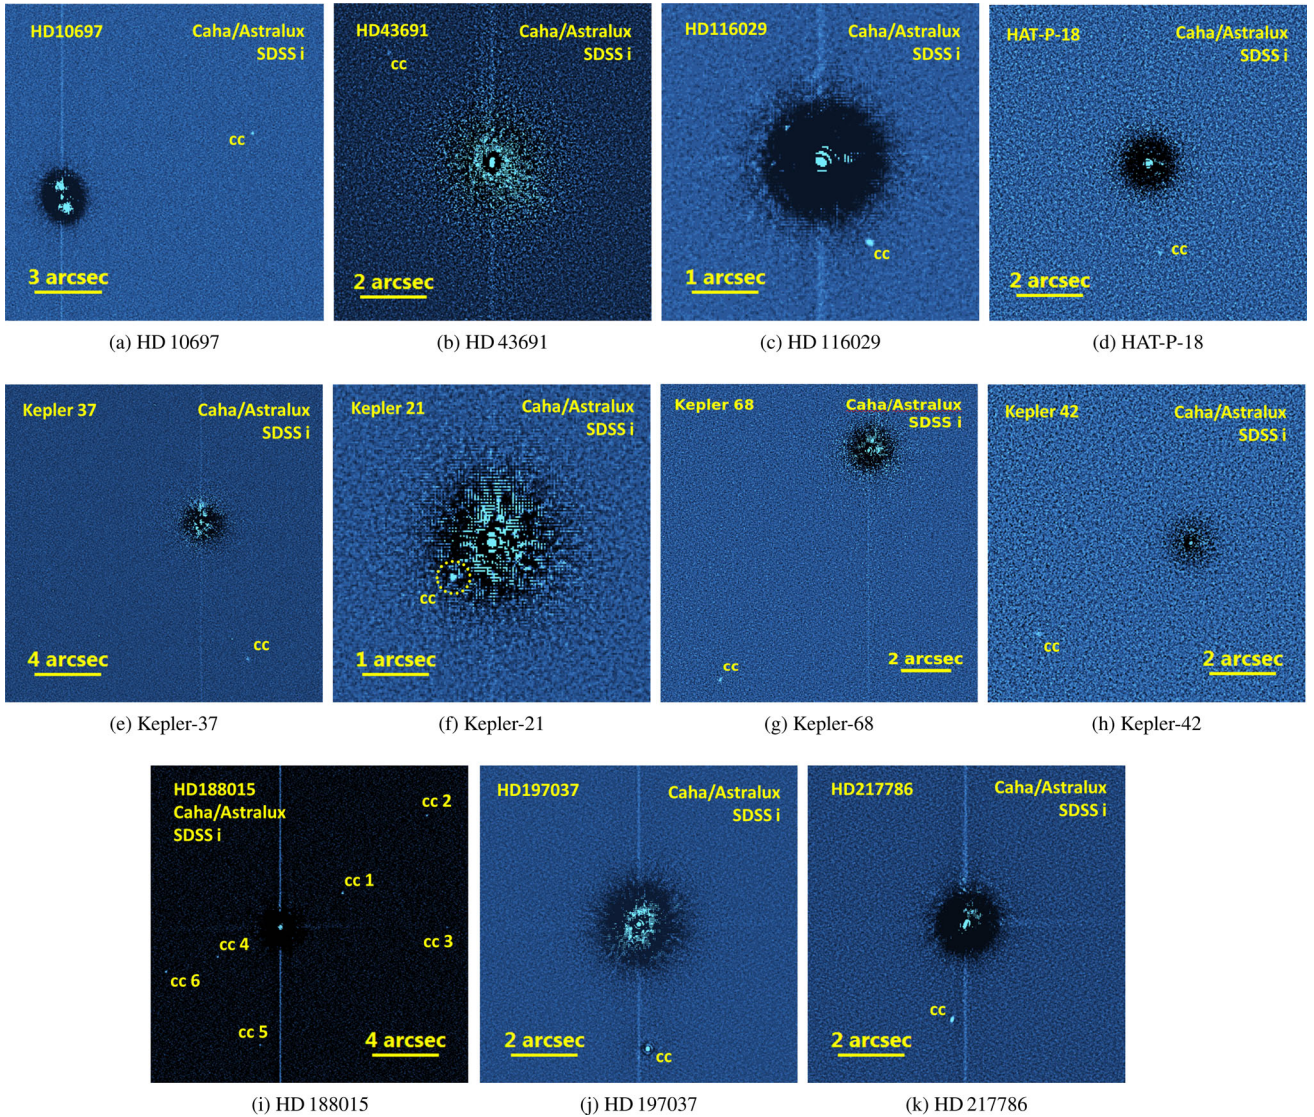 HD10697
Caha/Astralux
SDSS i
cc
3 arcsec
(a) HD 10697
HD43691
Caha/Astralux
SDSS i
cc
2 arcsec
(b) HD 43691
HD116029
Caha/Astralux
SDSS i
cc
1 arcsec
(c) HD 116029
HAT-P-18
Caha/Astralux
SDSS i
cc
2 arcsec
(d) HAT-P-18
Kepler 37
Caha/Astralux
SDSS i
cc
4 arcsec
(e) Kepler-37
Kepler 21
Caha/Astralux
SDSS i
cc
1 arcsec
(f) Kepler-21
Kepler 68
Caha/Astralux
SDSS i
cc
2 arcsec
(g) Kepler-68
Kepler 42
Caha/Astralux
SDSS i
cc
2 arcsec
(h) Kepler-42
HD188015
Caha/Astralux
SDSS i
cc 2
cc 1
cc 3
cc 4
cc 6
cc 5
4 arcsec
(i) HD 188015
HD197037
Caha/Astralux
SDSS i
2 arcsec
cc
(j) HD 197037
HD217786
Caha/Astralux
SDSS i
cc
2 arcsec
(k) HD 217786